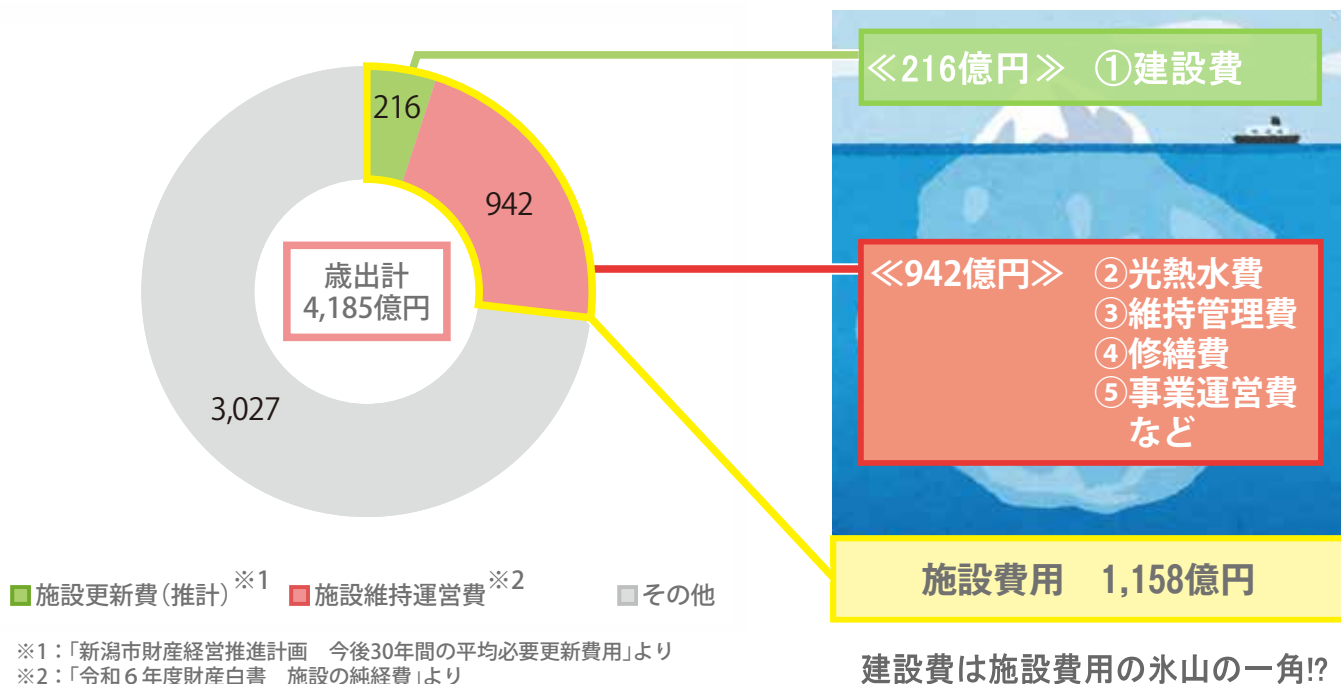 216
942
歳出計
4,185億円
3,027
≪216億円≫ ①建設費
≪942億円≫ ②光熱水費
③維持管理費
④修繕費
⑤事業運営費
など
施設費用 1,158億円
施設更新費(推計)※1 施設維持運営費※2 その他
※1:「新潟市財産経営推進計画 今後30年間の平均必要更新費用」より
※2:「令和６年度財産白書 施設の純経費」より
建設費は施設費用の氷山の一角!?